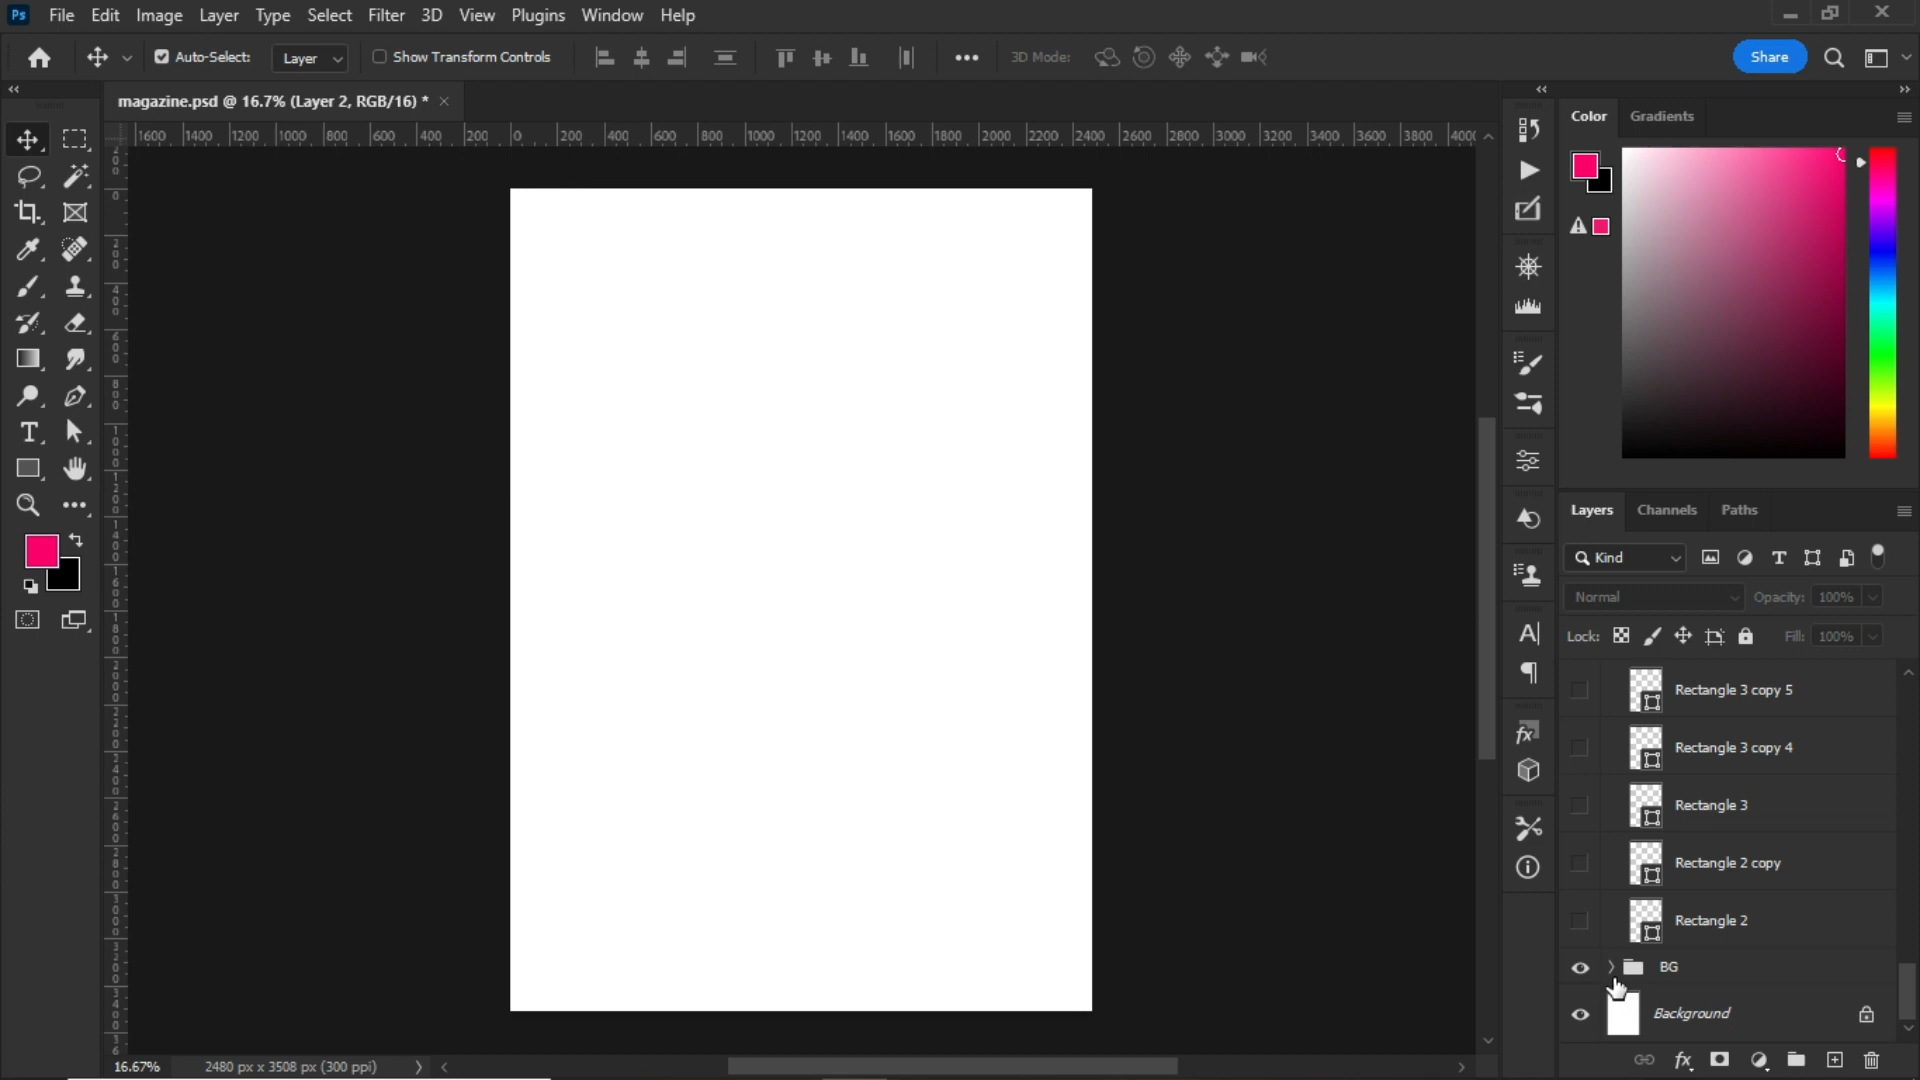 Ps File Edit Image Layer Type Select Filter 3D View Plugins Window Help
Auto-Select: Layer Show Transform Controls 3D Mode: Share
magazine.psd @ 16.7% (Layer 2, RGB/16) *
1600 1400 1200 1000 800 600 400 200 0 200 400 600 800 1000 1200 1400 1600 1800 2000 2200 2400 2600 2800 3000 3200 3400 3600 3800 4000
Color Gradients
Layers Channels Paths
Kind
Normal Opacity: 100%
Lock: Fill: 100%
Rectangle 3 copy 5
Rectangle 3 copy 4
Rectangle 3
Rectangle 2 copy
Rectangle 2
BG
Background
16.67% 2480 px x 3508 px (300 ppi)